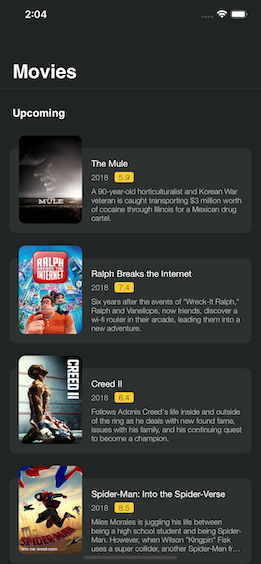 2:04
Movies
Upcoming
THE
MULE
The Mule
2018 5.9
A 90-year-old horticulturalist and Korean War
veteran is caught transporting $3 million worth
of cocaine through Illinois for a Mexican drug
cartel.
RALPH
BREAKS THE
INTERNET
Ralph Breaks the Internet
2018 7.4
Six years after the events of "Wreck-It Ralph,"
Ralph and Vanellope, now friends, discover a
wi-fi router in their arcade, leading them into a
new adventure.
CREED II
Creed II
2018 6.4
Follows Adonis Creed's life inside and outside
of the ring as he deals with new found fame,
issues with his family, and his continuing quest
to become a champion.
SPIDER-MAN
INTO THE SPIDER-VERSE
Spider-Man: Into the Spider-Verse
2018 8.5
Miles Morales is juggling his life between
being a high school student and being Spider-
Man. However, when Wilson "Kingpin" Fisk
uses a super collider, another Spider-Man fr...